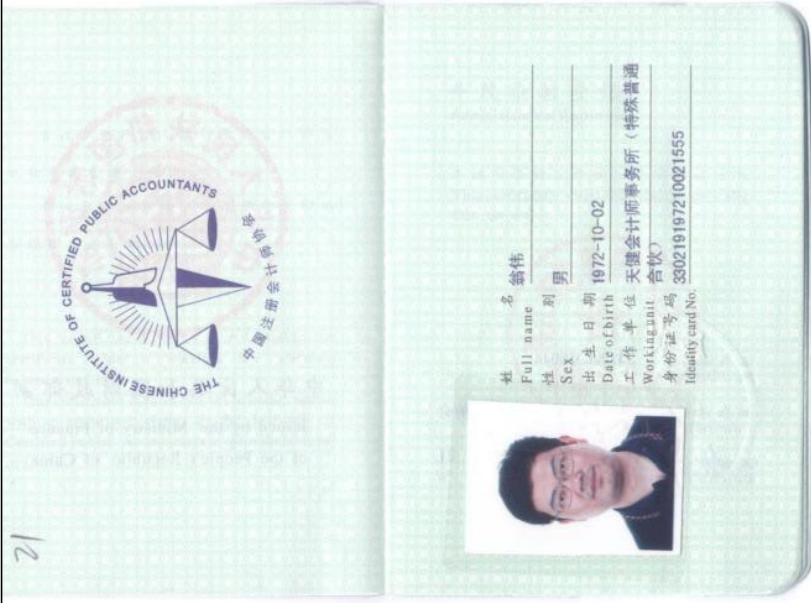 THE CHINESE INSTITUTE OF CERTIFIED PUBLIC ACCOUNTANTS
中国注册会计师协会
姓 名 翁伟
Full name
性 别 男
Sex
出 生 日 期 1972-10-02
Date of birth
工 作 单 位 天健会计师事务所（特殊普通
Working unit 合伙）
身份证号码 330219197210021555
Identity card No.
12